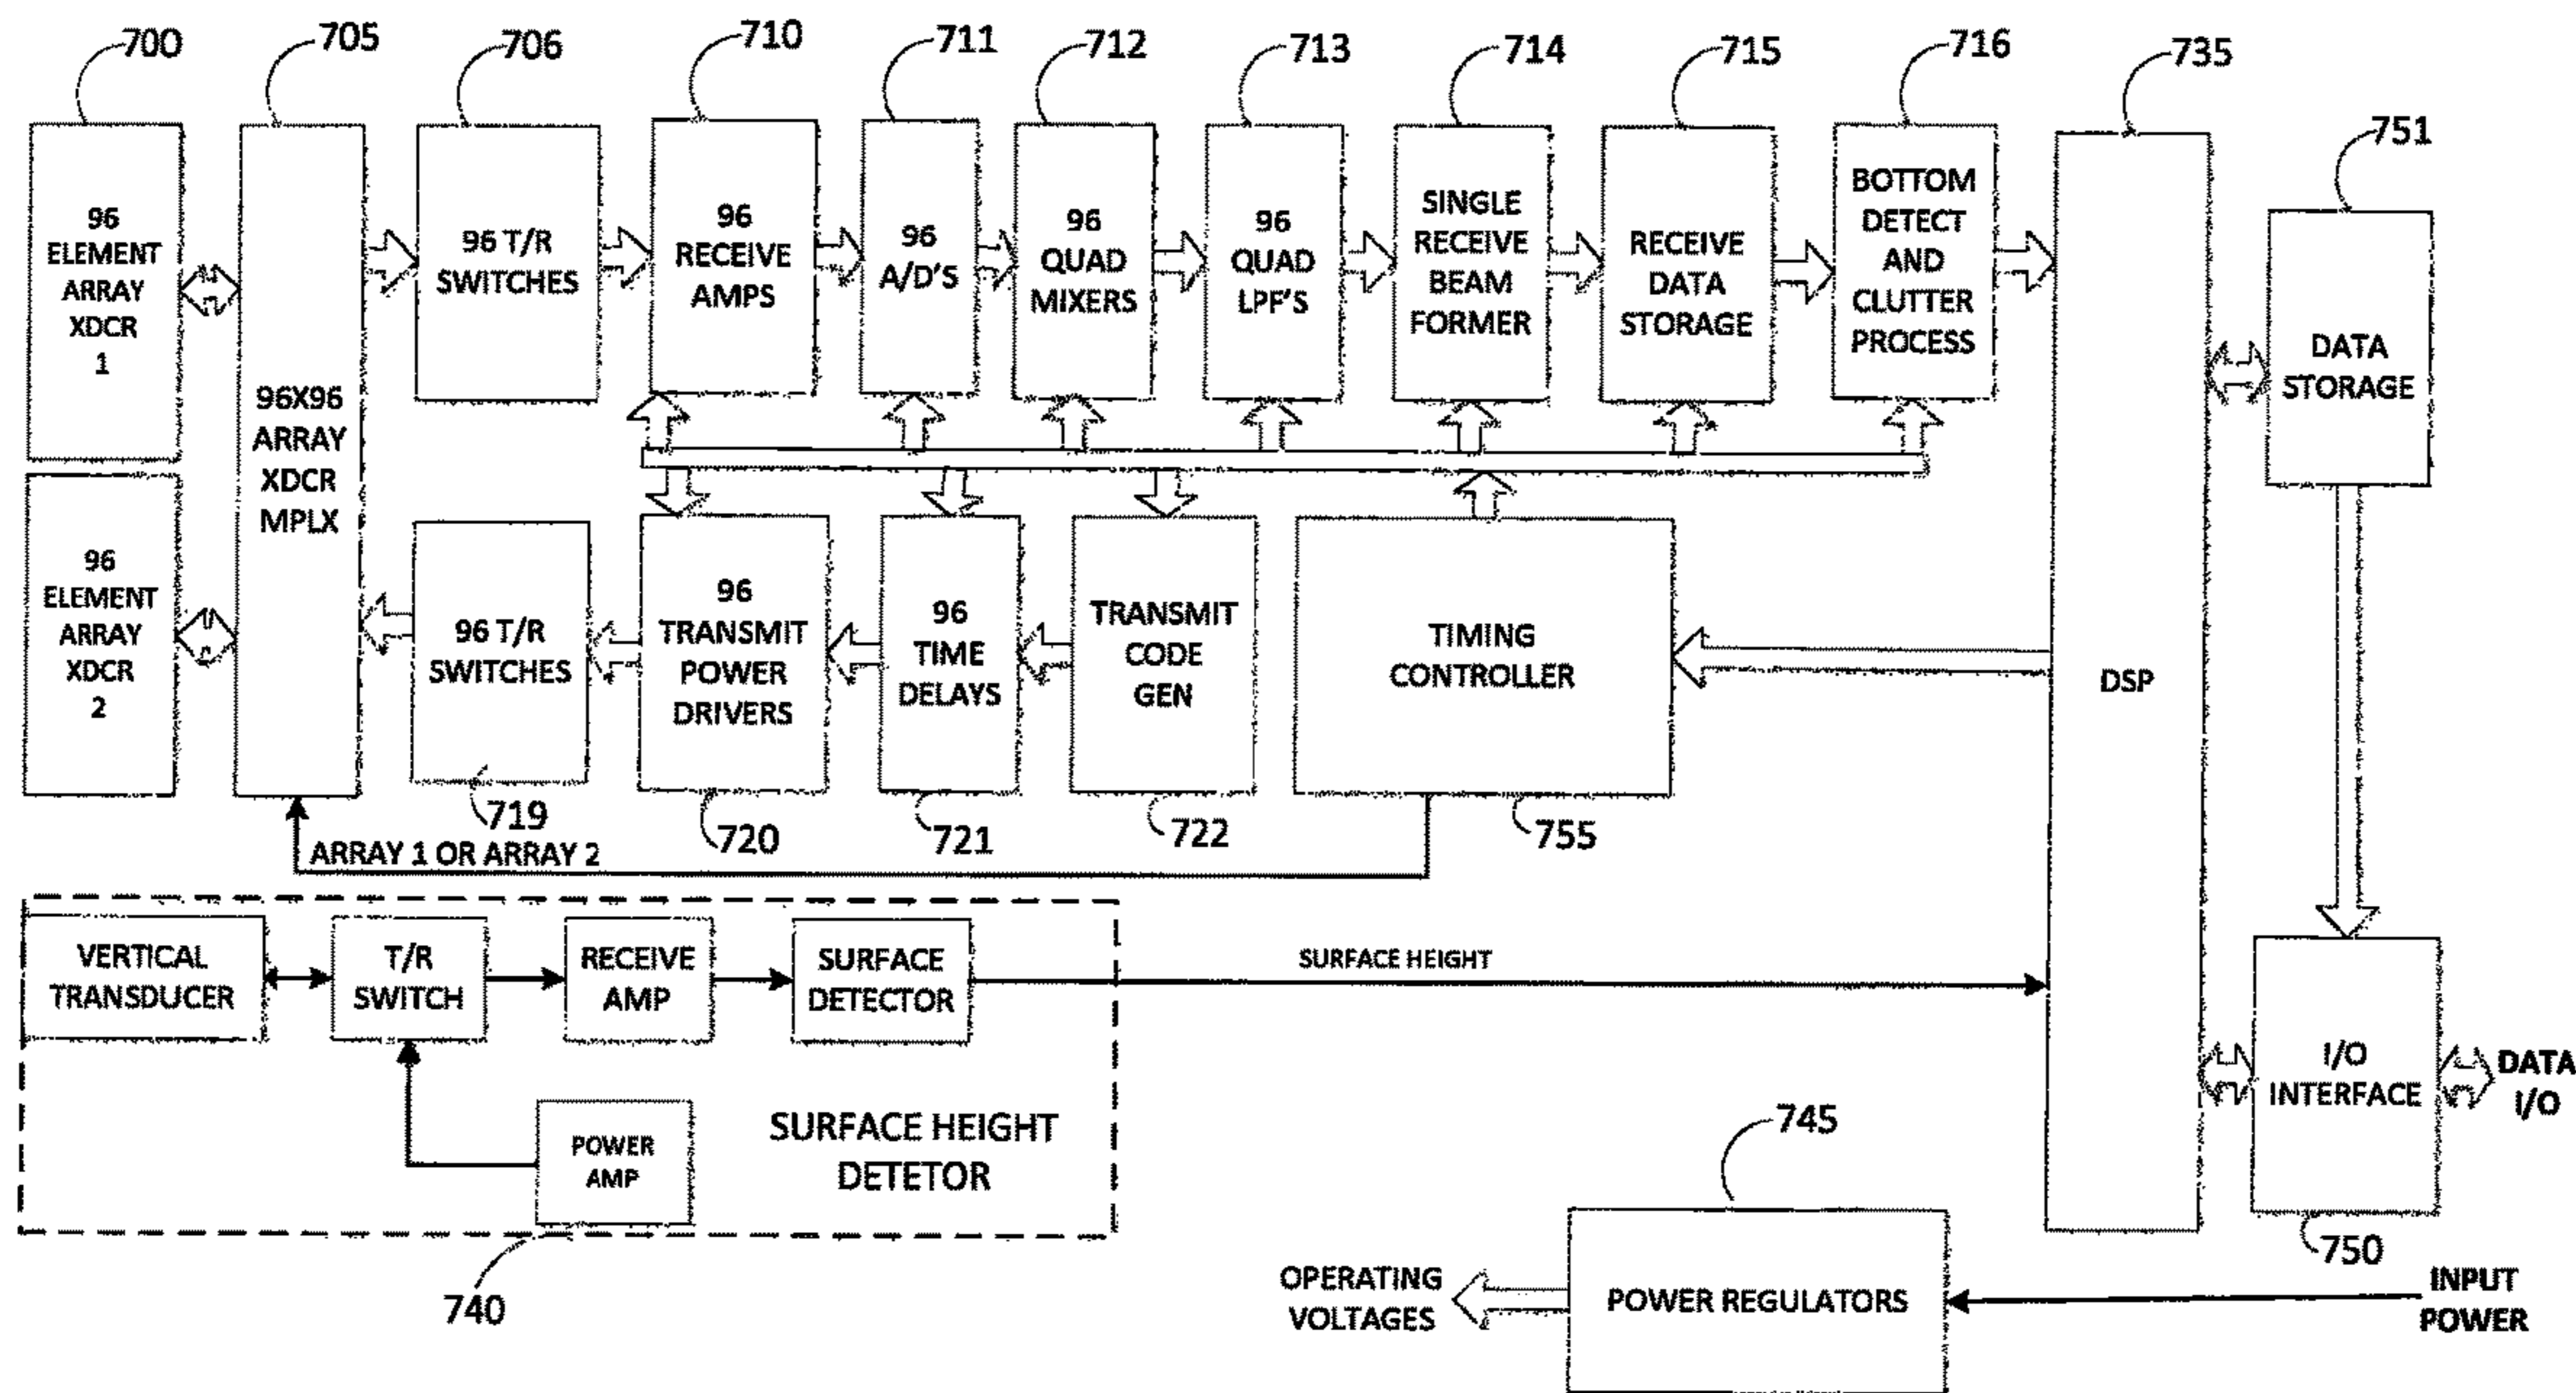 700
705
706
710
711
712
713
714
715
716
735
751
96
ELEMENT
ARRAY
XDCR
1
96X96
ARRAY
XDCR
MPLX
96 T/R
SWITCHES
96
RECEIVE
AMPS
96
A/D'S
96
QUAD
MIXERS
96
QUAD
LPF'S
SINGLE
RECEIVE
BEAM
FORMER
RECEIVE
DATA
STORAGE
BOTTOM
DETECT
AND
CLUTTER
PROCESS
DSP
DATA
STORAGE
96
ELEMENT
ARRAY
XDCR
2
96 T/R
SWITCHES
96
TRANSMIT
POWER
DRIVERS
96
TIME
DELAYS
TRANSMIT
CODE
GEN
TIMING
CONTROLLER
719
720
721
722
755
ARRAY 1 OR ARRAY 2
VERTICAL
TRANSDUCER
T/R
SWITCH
RECEIVE
AMP
SURFACE
DETECTOR
SURFACE HEIGHT
POWER
AMP
SURFACE HEIGHT
DETETOR
740
I/O
INTERFACE
DATA
I/O
750
745
OPERATING
VOLTAGES
POWER REGULATORS
INPUT
POWER